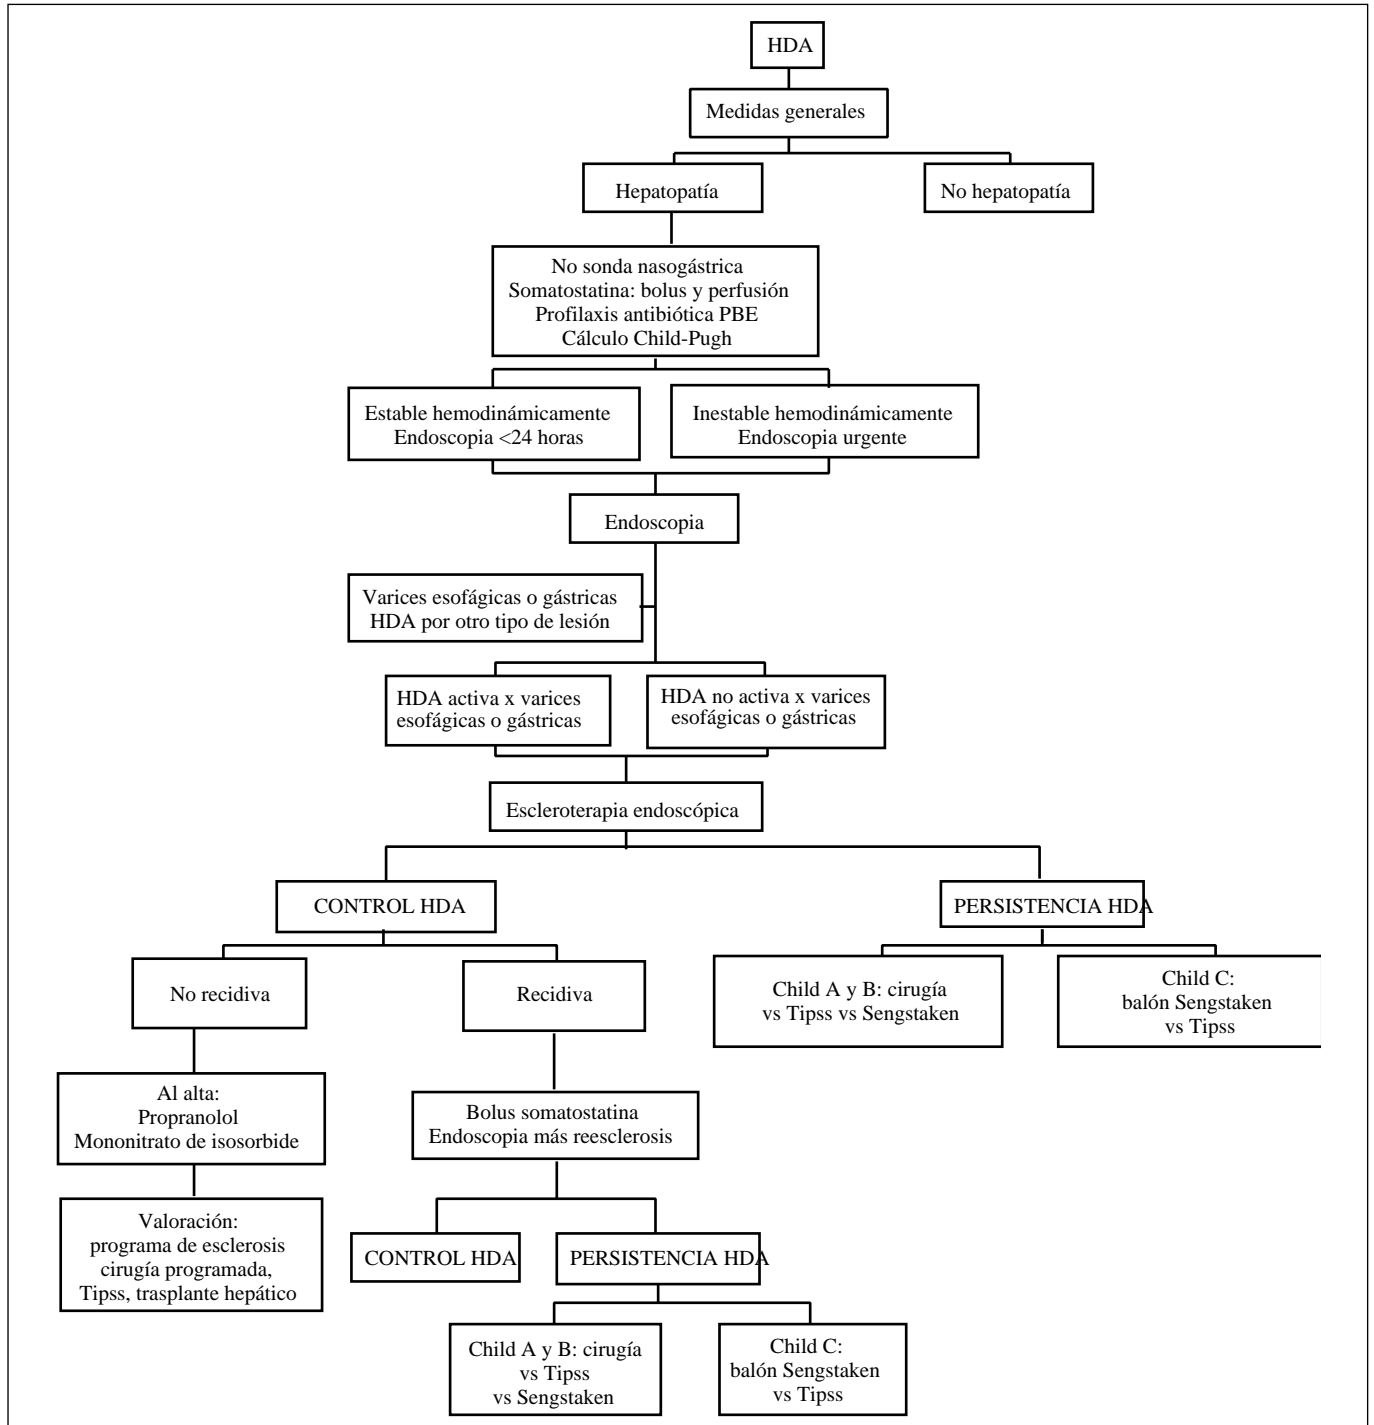 HDA
Medidas generales
Hepatopatía
No hepatopatía
No sonda nasogástrica
Somatostatina: bolus y perfusión
Profilaxis antibiótica PBE
Cálculo Child-Pugh
Estable hemodinámicamente
Endoscopia <24 horas
Inestable hemodinámicamente
Endoscopia urgente
Endoscopia
Varices esofágicas o gástricas
HDA por otro tipo de lesión
HDA activa x varices
esofágicas o gástricas
HDA no activa x varices
esofágicas o gástricas
Escleroterapia endoscópica
CONTROL HDA
PERSISTENCIA HDA
No recidiva
Recidiva
Child A y B: cirugía
vs Tipss vs Sengstaken
Child C:
balón Sengstaken
vs Tipss
Al alta:
Propranolol
Mononitrato de isosorbide
Bolus somatostatina
Endoscopia más reesclerosis
Valoración:
programa de esclerosis
cirugía programada,
Tipss, trasplante hepático
CONTROL HDA
PERSISTENCIA HDA
Child A y B: cirugía
vs Tipss
vs Sengstaken
Child C:
balón Sengstaken
vs Tipss